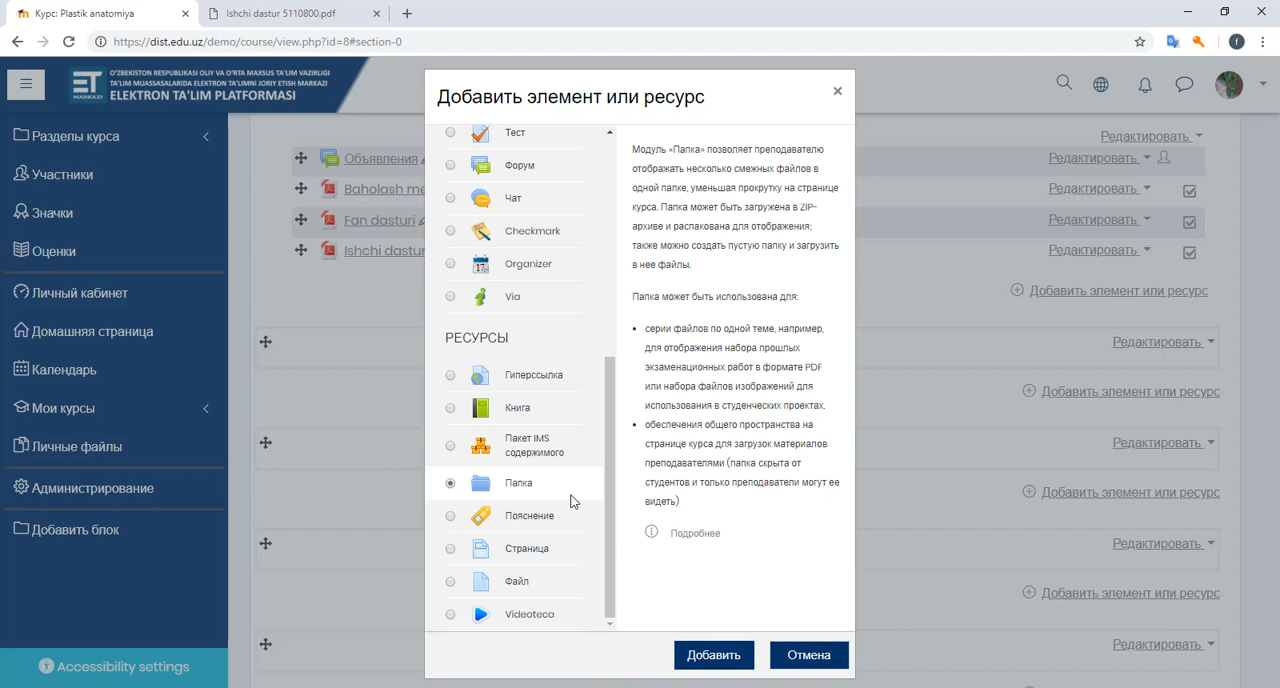 Курс: Plastik anatomiya
Ishchi dastur 5110800.pdf
https://dist.edu.uz/demo/course/view.php?id=8#section-0
f
ET
MARKAZI
O'ZBEKISTON RESPUBLIKASI OLIY VA O'RTA MAXSUS TA'LIM VAZIRLIGI
TA'LIM MUASSASALARIDA ELEKTRON TA'LIMNI JORIY ETISH MARKAZI
ELEKTRON TA'LIM PLATFORMASI
Разделы курса
Участники
Значки
Оценки
Личный кабинет
Домашняя страница
Календарь
Мои курсы
Личные файлы
Администрирование
Добавить блок
Accessibility settings
Редактировать
Объявления
Редактировать
Baholash me
Редактировать
Fan dasturi
Редактировать
Ishchi dastur
Редактировать
Добавить элемент или ресурс
Редактировать
Добавить элемент или ресурс
Редактировать
Добавить элемент или ресурс
Редактировать
Добавить элемент или ресурс
Редактировать
Добавить элемент или ресурс
×
Тест
Форум
Чат
Checkmark
17
Organizer
Via
РЕСУРСЫ
Гиперссылка
Книга
Пакет IMS
содержимого
Папка
Пояснение
Страница
Файл
Videoteca
Модуль «Папка» позволяет преподавателю
отображать несколько смежных файлов в
одной папке, уменьшая прокрутку на странице
курса. Папка может быть загружена в ZIP-
архиве и распакована для отображения;
также можно создать пустую папку и загрузить
в нее файлы.
Папка может быть использована для:
• серии файлов по одной теме, например,
для отображения набора прошлых
экзаменационных работ в формате PDF
или набора файлов изображений для
использования в студенческих проектах.
• обеспечения общего пространства на
странице курса для загрузок материалов
преподавателями (папка скрыта от
студентов и только преподаватели могут ее
видеть)
Подробнее
Добавить
Отмена